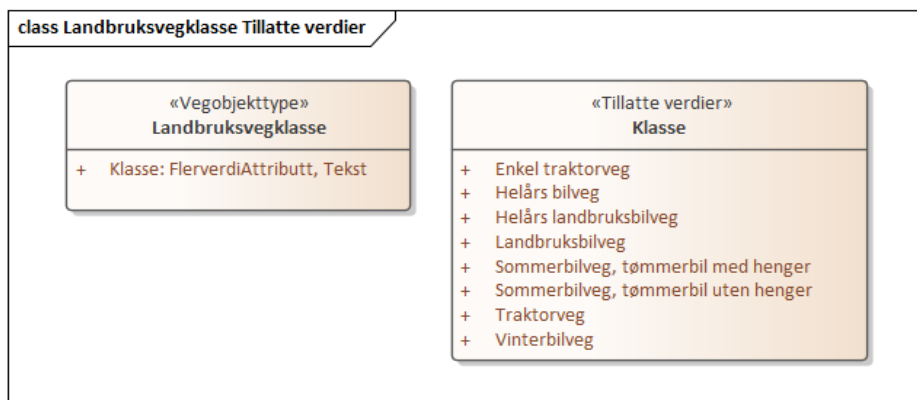 class Landbruksvegklasse Tillatte verdier
«Vegobjekttype»
Landbruksvegklasse
+ Klasse: FlerverdiAttributt, Tekst
«Tillatte verdier»
Klasse
+ Enkel traktorveg
+ Helårs bilveg
+ Helårs landbruksbilveg
+ Landbruksbilveg
+ Sommerbilveg, tømmerbil med henger
+ Sommerbilveg, tømmerbil uten henger
+ Traktorveg
+ Vinterbilveg